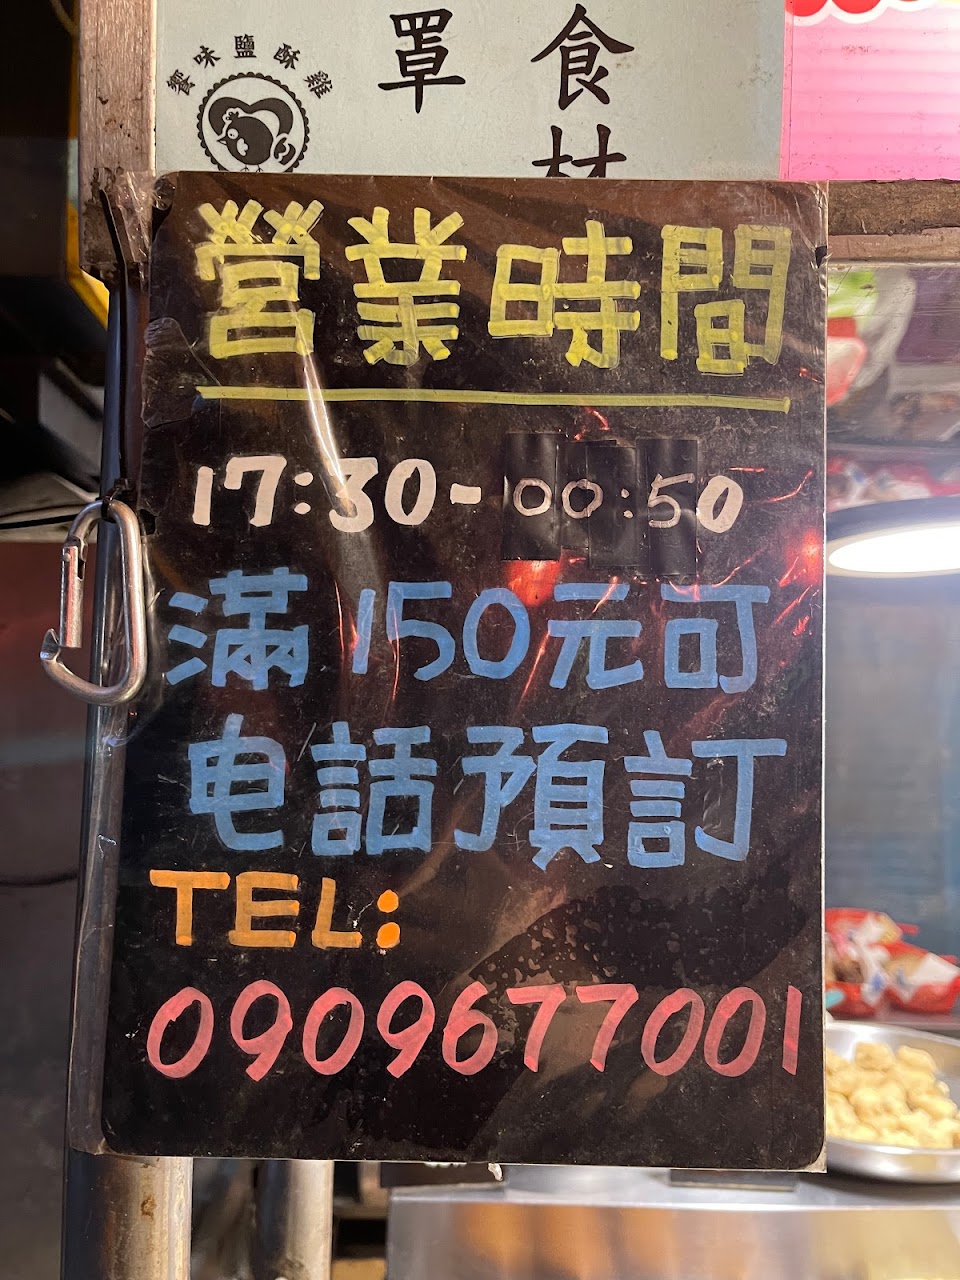 饗味鹽酥雞
罩 食
材
營業時間
17:30-00:50
滿150元可
电話預訂
TEL:
0909677001